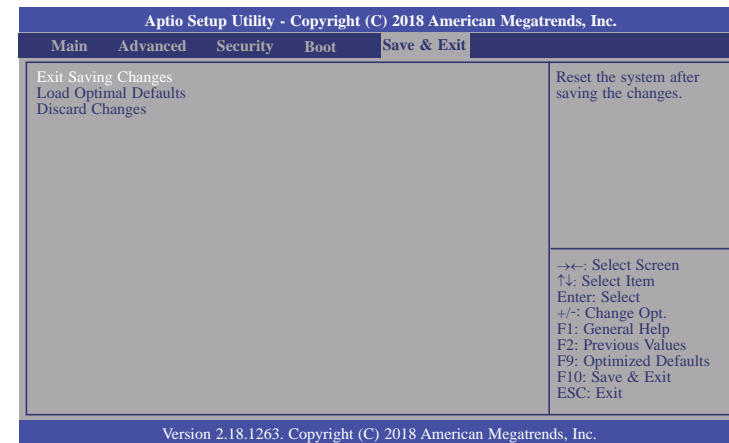 Aptio Setup Utility - Copyright (C) 2018 American Megatrends, Inc.
Main Advanced Security Boot Save & Exit
Exit Saving Changes
Load Optimal Defaults
Discard Changes
Reset the system after
saving the changes.
→←: Select Screen
↑↓: Select Item
Enter: Select
+/-: Change Opt.
F1: General Help
F2: Previous Values
F9: Optimized Defaults
F10: Save & Exit
ESC: Exit
Version 2.18.1263. Copyright (C) 2018 American Megatrends, Inc.